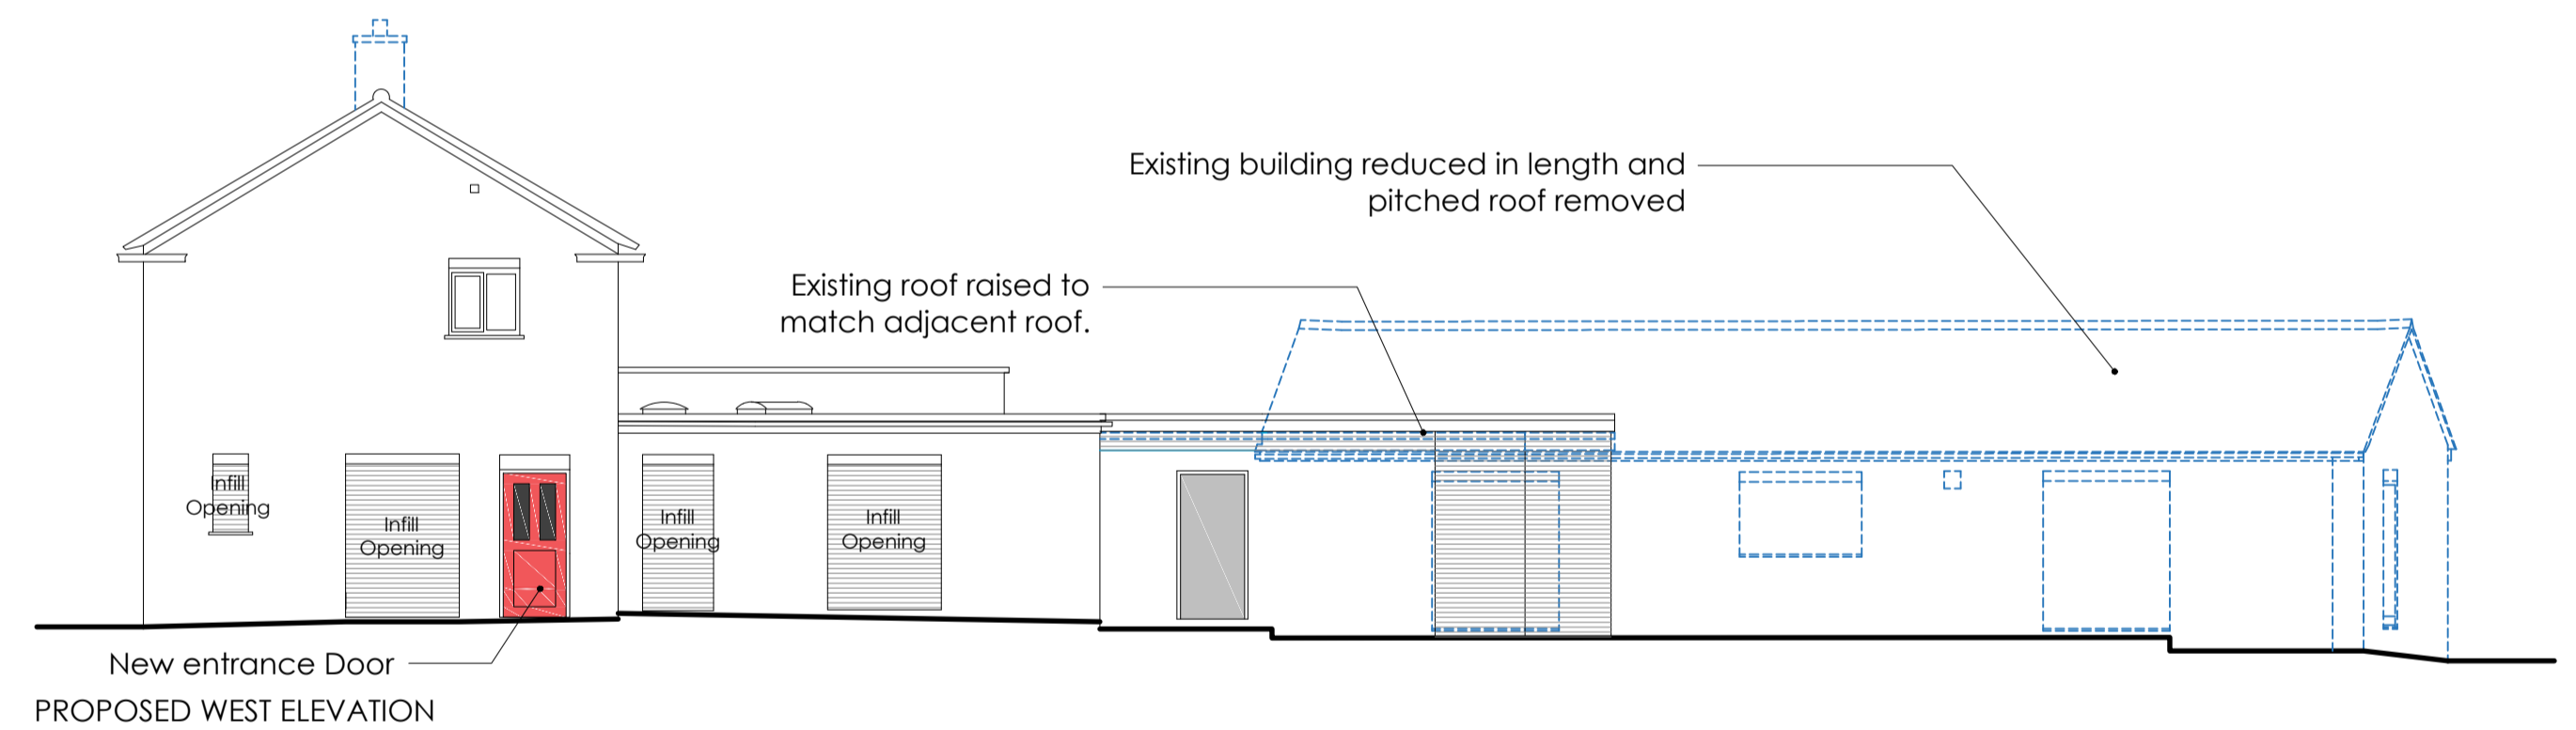 Existing building reduced in length and
pitched roof removed
Existing roof raised to
match adjacent roof.
Infill
Opening
Infill
Opening
Infill
Opening
Infill
Opening
New entrance Door
PROPOSED WEST ELEVATION